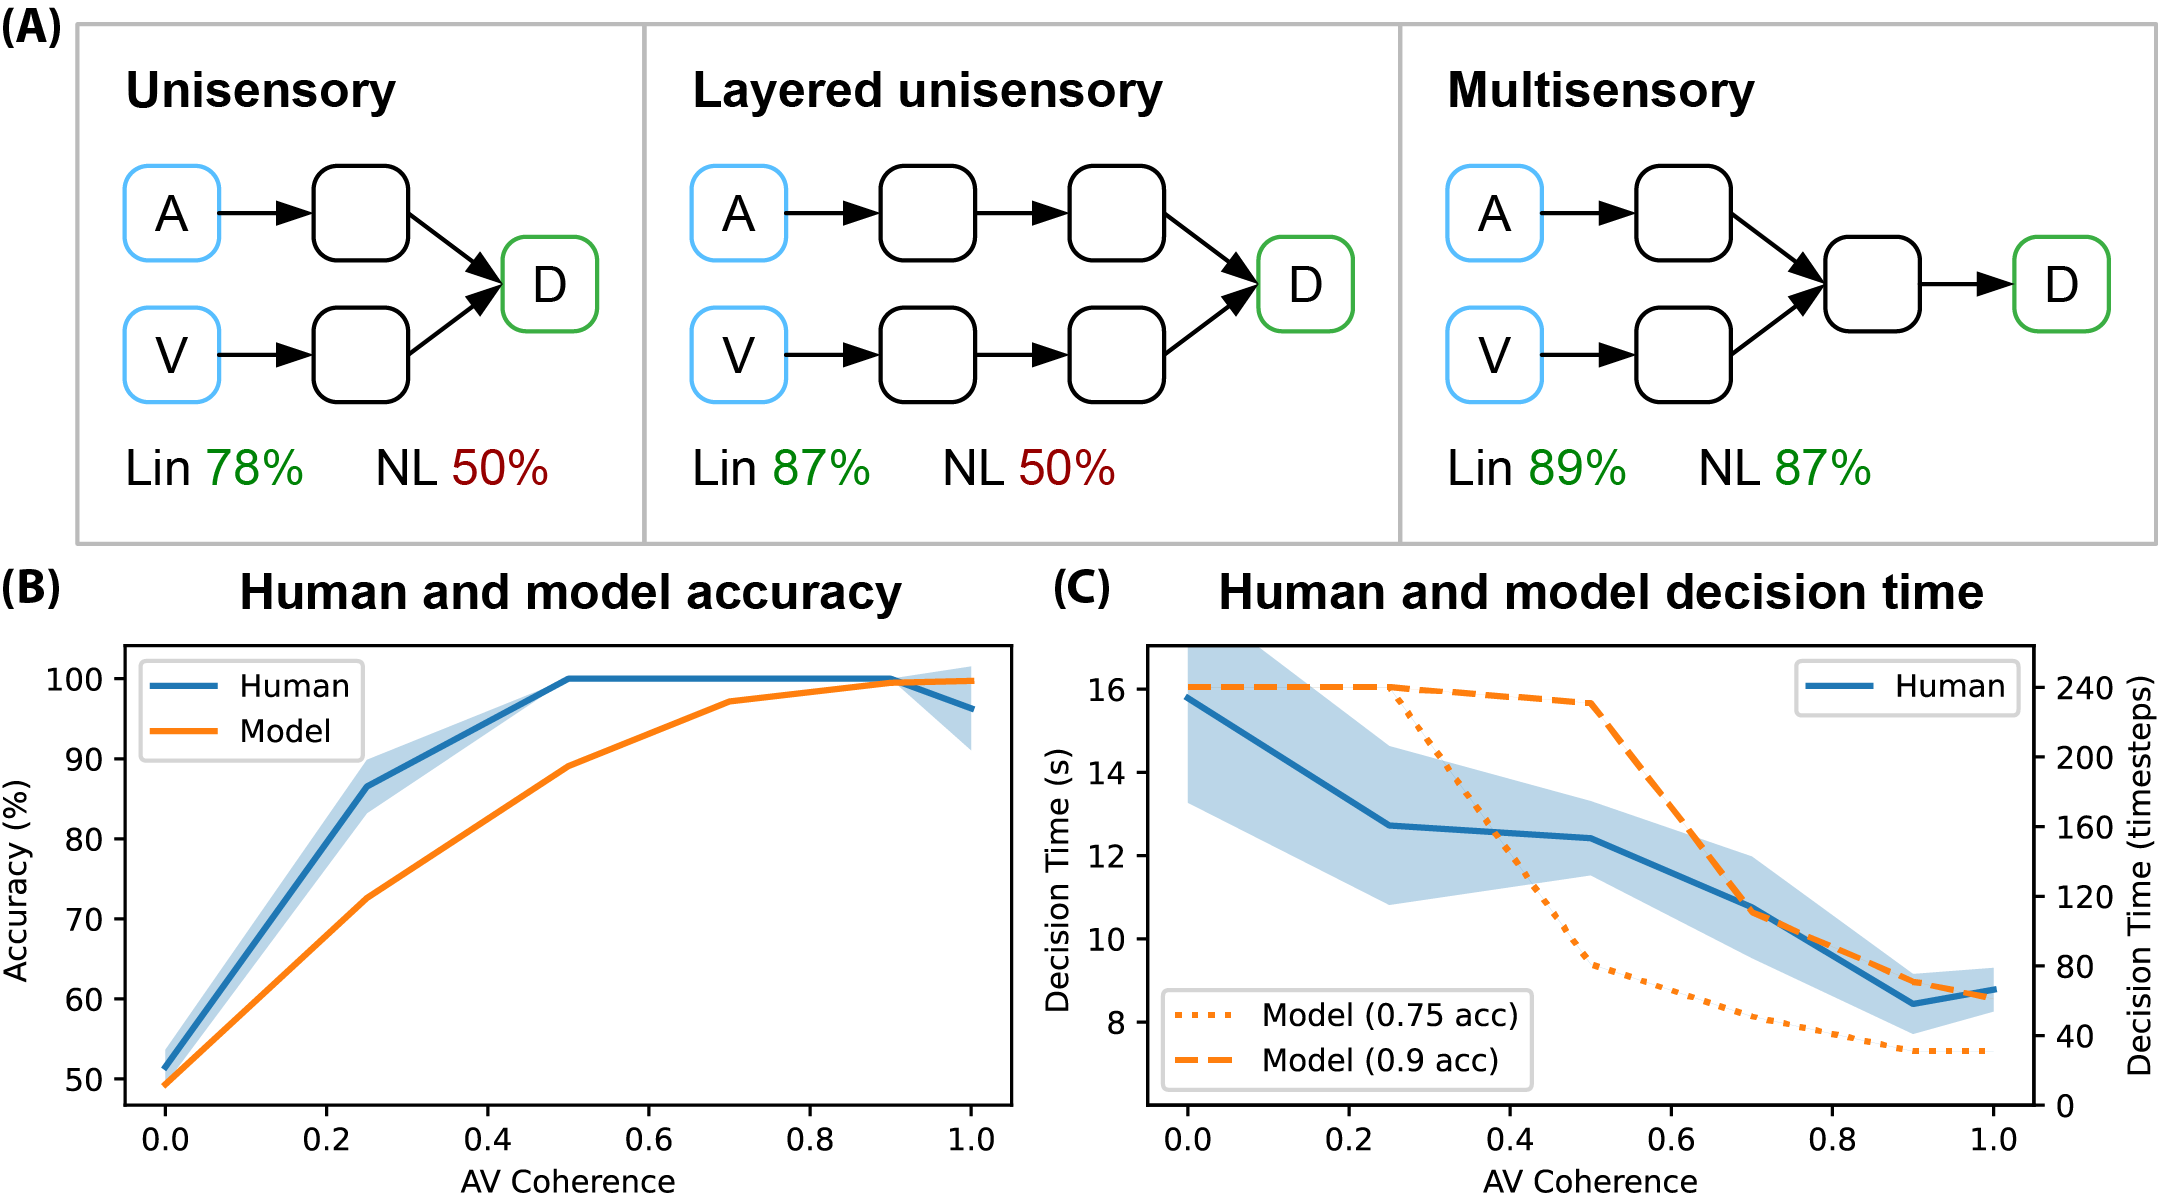 (A)
Unisensory
A
V
D
Lin 78% NL 50%
Layered unisensory
A
V
D
Lin 87% NL 50%
Multisensory
A
V
D
Lin 89% NL 87%
(B)
Human and model accuracy
Human
Model
Accuracy (%)
100
90
80
70
60
50
0.0 0.2 0.4 0.6 0.8 1.0
AV Coherence
(C)
Human and model decision time
Human
Model (0.75 acc)
Model (0.9 acc)
Decision Time (s)
16
14
12
10
8
0.0 0.2 0.4 0.6 0.8 1.0
AV Coherence
240
200
160
120
80
40
0
Decision Time (timesteps)